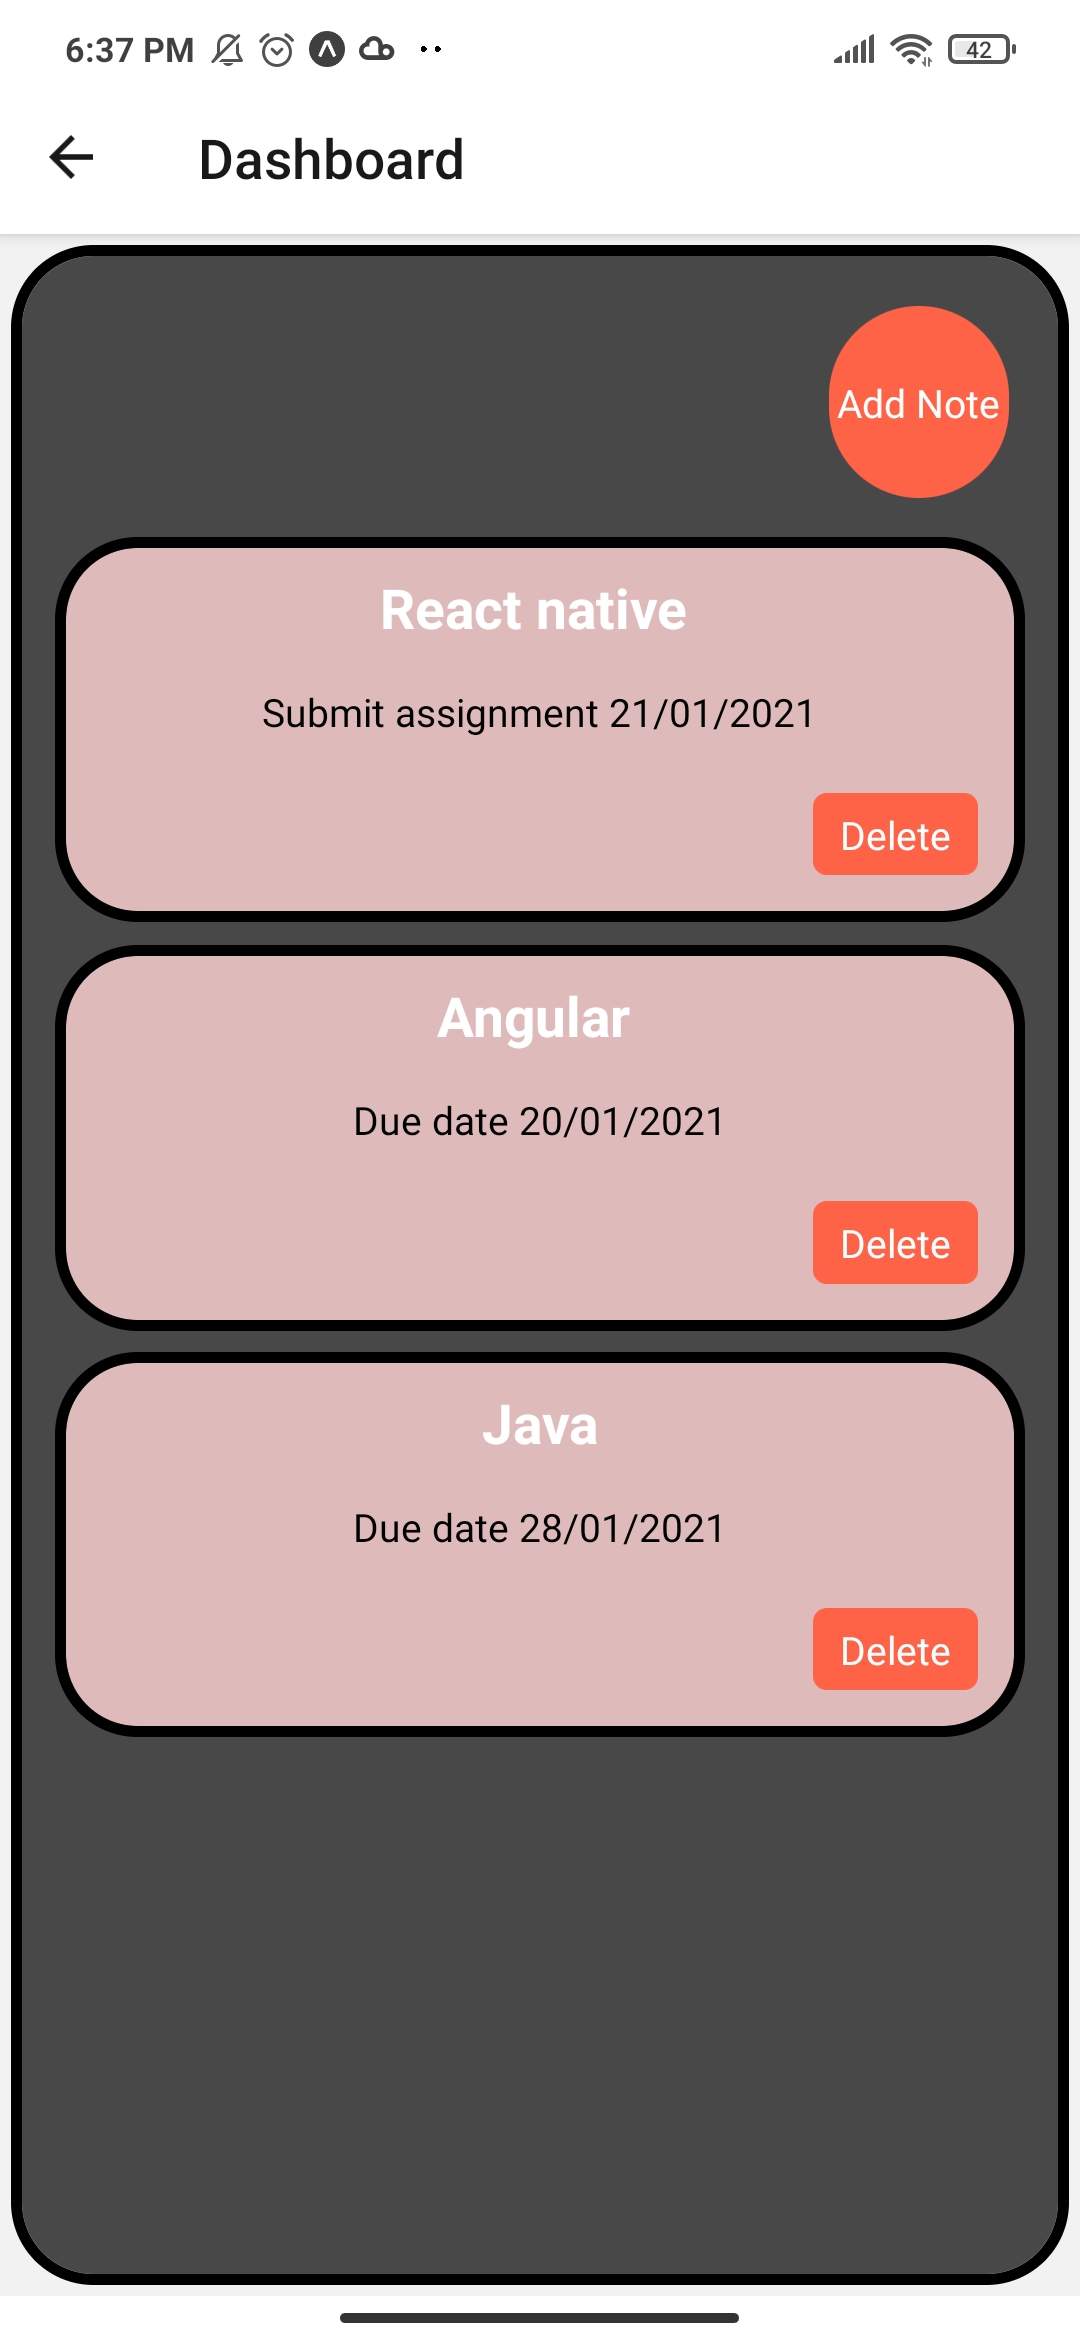 6:37 PM
42
Dashboard
Add Note
React native
Submit assignment 21/01/2021
Delete
Angular
Due date 20/01/2021
Delete
Java
Due date 28/01/2021
Delete